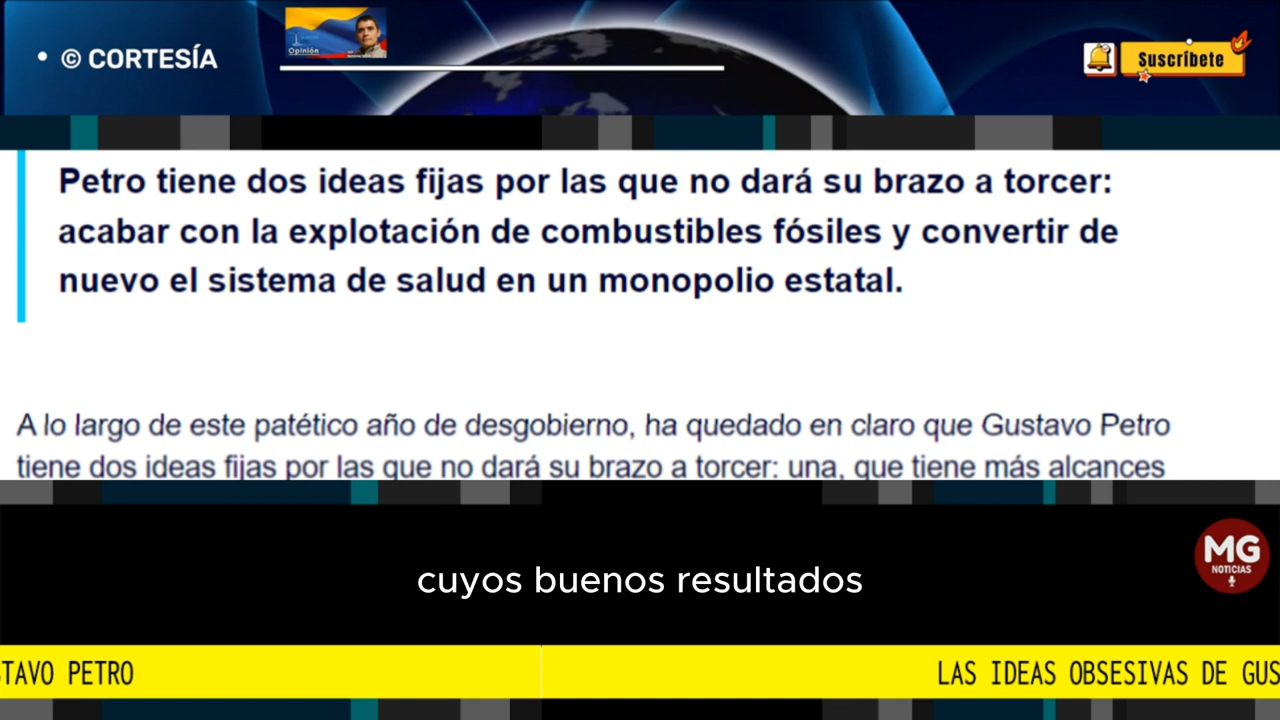 • © CORTESÍA
Opinión
Suscríbete
Petro tiene dos ideas fijas por las que no dará su brazo a torcer:
acabar con la explotación de combustibles fósiles y convertir de
nuevo el sistema de salud en un monopolio estatal.
A lo largo de este patético año de desgobierno, ha quedado en claro que Gustavo Petro
tiene dos ideas fijas por las que no dará su brazo a torcer: una, que tiene más alcances
MG
NOTICIAS
cuyos buenos resultados
STAVO PETRO
LAS IDEAS OBSESIVAS DE GUS